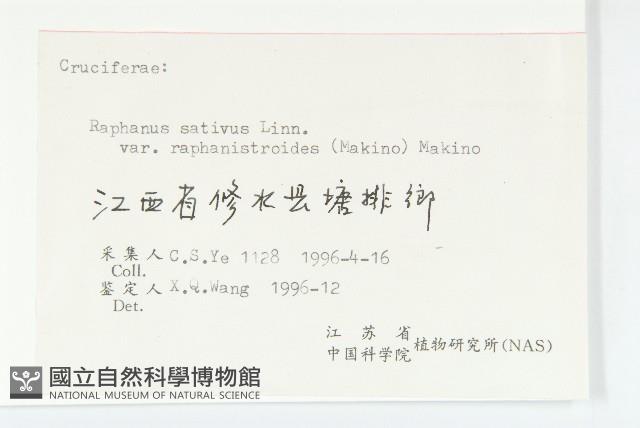 Cruciferae:
Raphanus sativus Linn.
var. raphanistroides (Makino) Makino
江西省修水县塘排鄉
采集人 C.S.Ye 1128 1996-4-16
Coll.
鉴定人 X.Q.Wang 1996-12
Det.
江苏省
中国科学院 植物研究所(NAS)
國立自然科學博物館
NATIONAL MUSEUM OF NATURAL SCIENCE